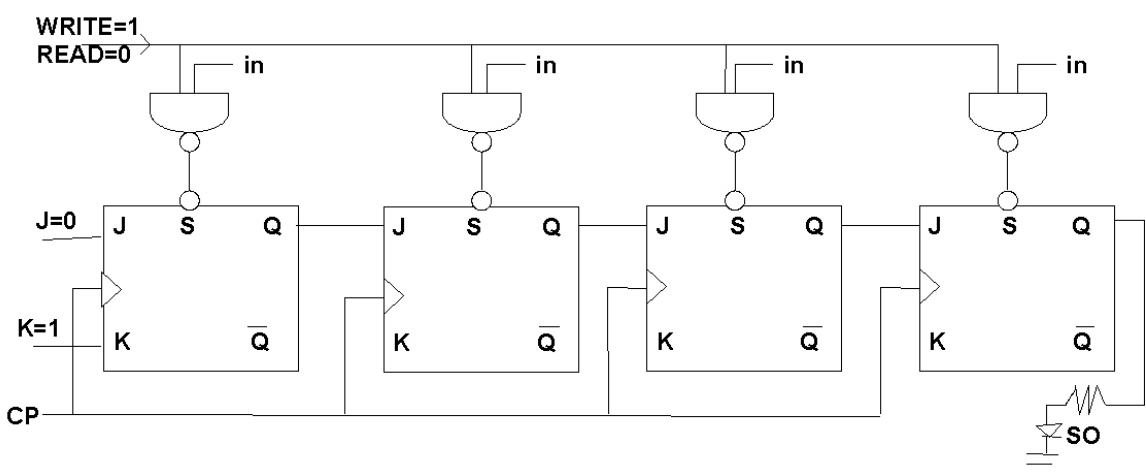 WRITE=1
READ=0
in in in in
J=0 J S Q J S Q J S Q J S Q
K=1 K Q̅ K Q̅ K Q̅ K Q̅
CP
SO